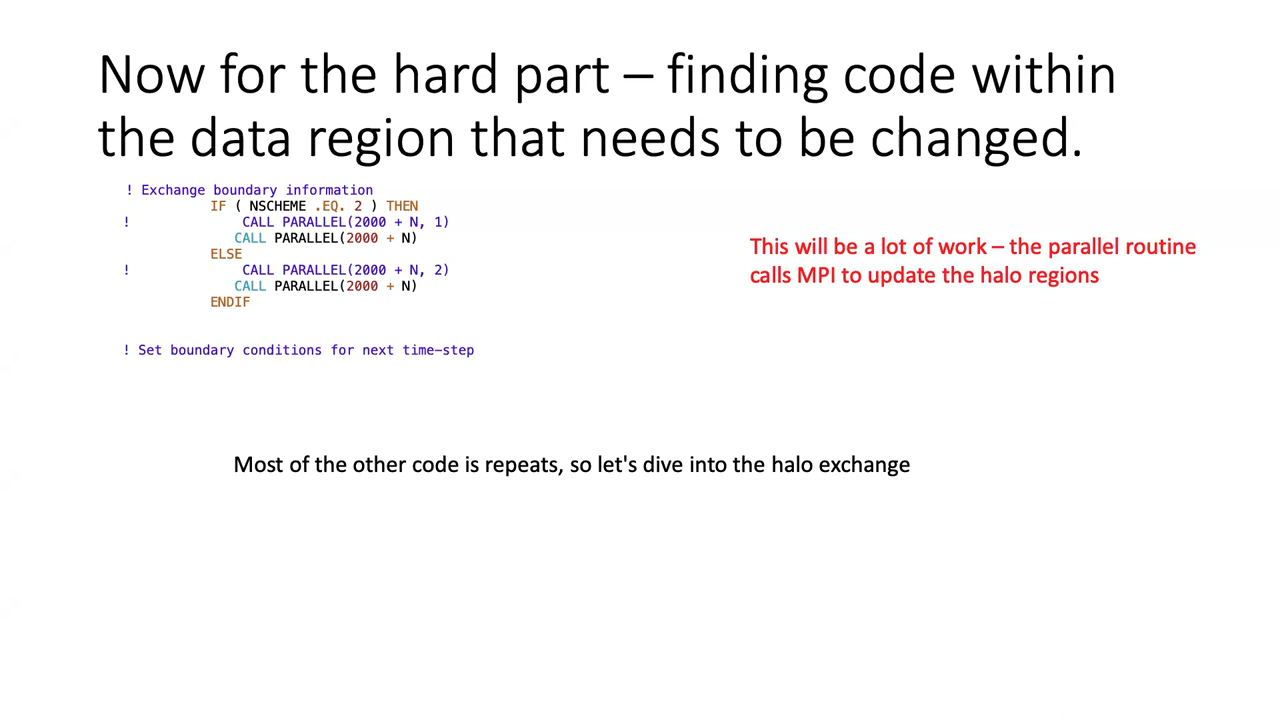 Now for the hard part – finding code within
the data region that needs to be changed.
! Exchange boundary information
IF ( NSCHEME .EQ. 2 ) THEN
! CALL PARALLEL(2000 + N, 1)
CALL PARALLEL(2000 + N)
ELSE
! CALL PARALLEL(2000 + N, 2)
CALL PARALLEL(2000 + N)
ENDIF
! Set boundary conditions for next time-step
This will be a lot of work – the parallel routine
calls MPI to update the halo regions
Most of the other code is repeats, so let's dive into the halo exchange